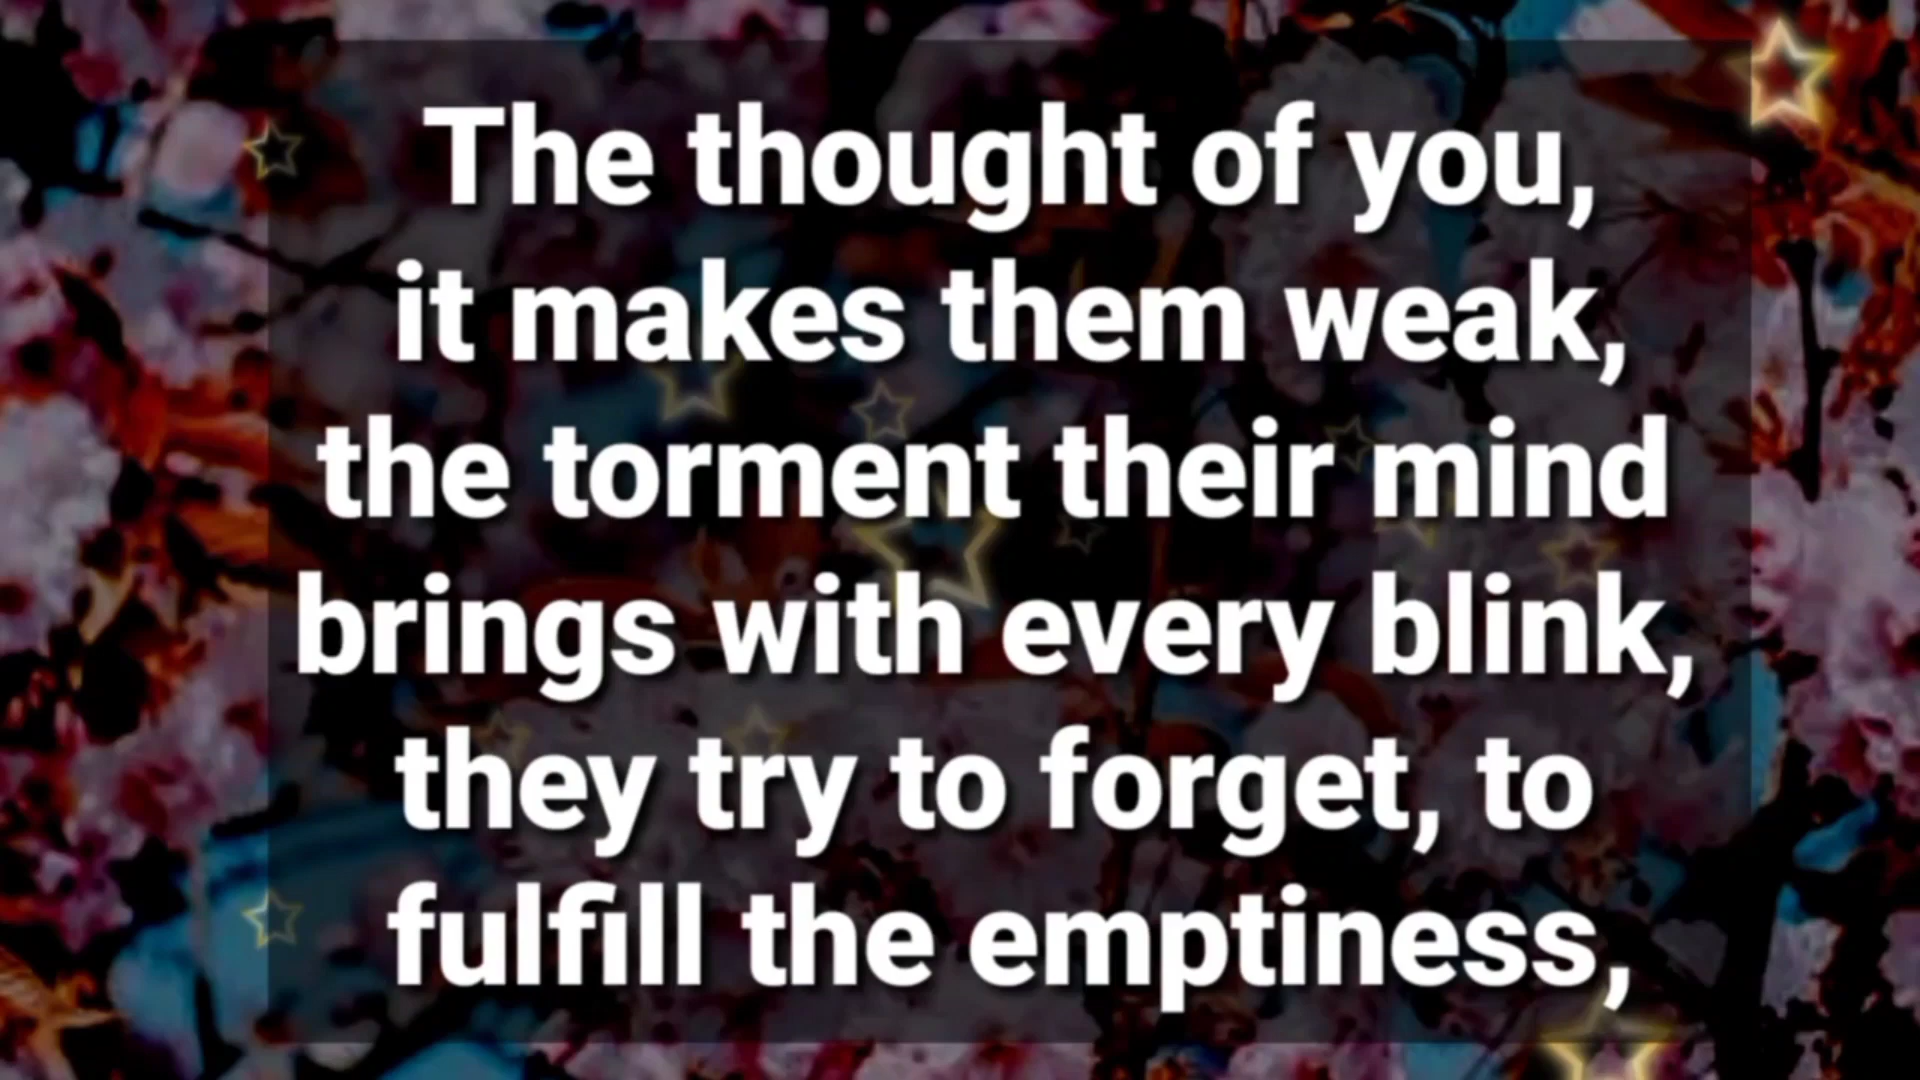 The thought of you,
it makes them weak,
the torment their mind
brings with every blink,
they try to forget, to
fulfill the emptiness,